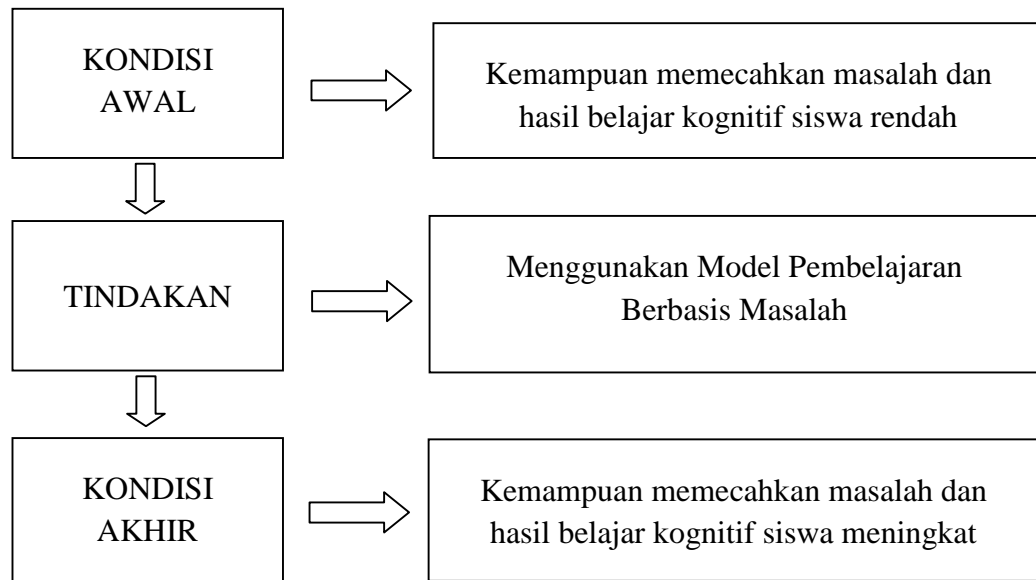 KONDISI
AWAL
Kemampuan memecahkan masalah dan
hasil belajar kognitif siswa rendah
TINDAKAN
Menggunakan Model Pembelajaran
Berbasis Masalah
KONDISI
AKHIR
Kemampuan memecahkan masalah dan
hasil belajar kognitif siswa meningkat